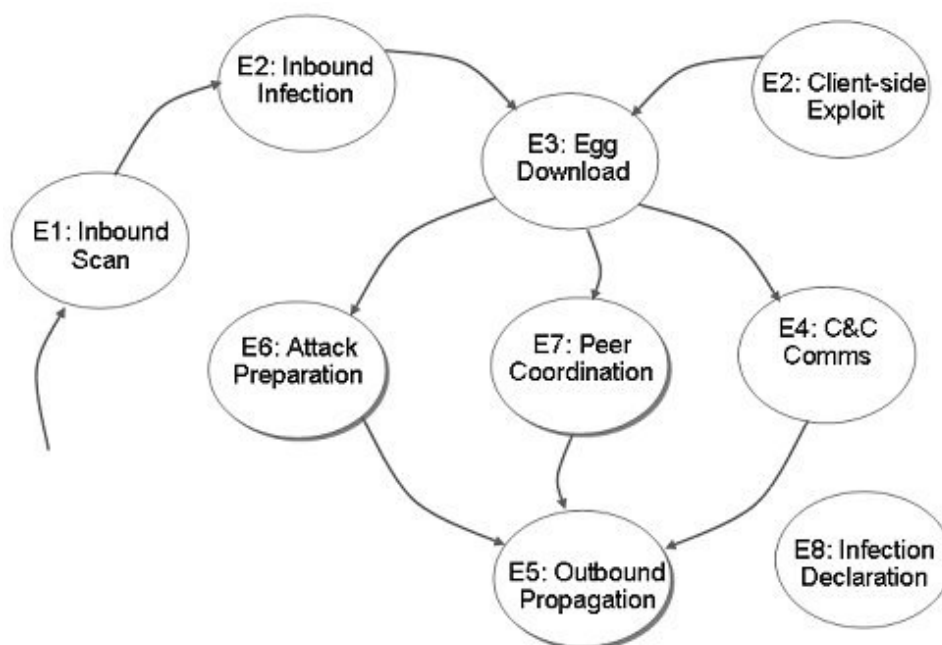 E2: Inbound
Infection
E2: Client-side
Exploit
E3: Egg
Download
E1: Inbound
Scan
E6: Attack
Preparation
E7: Peer
Coordination
E4: C&C
Comms
E5: Outbound
Propagation
E8: Infection
Declaration